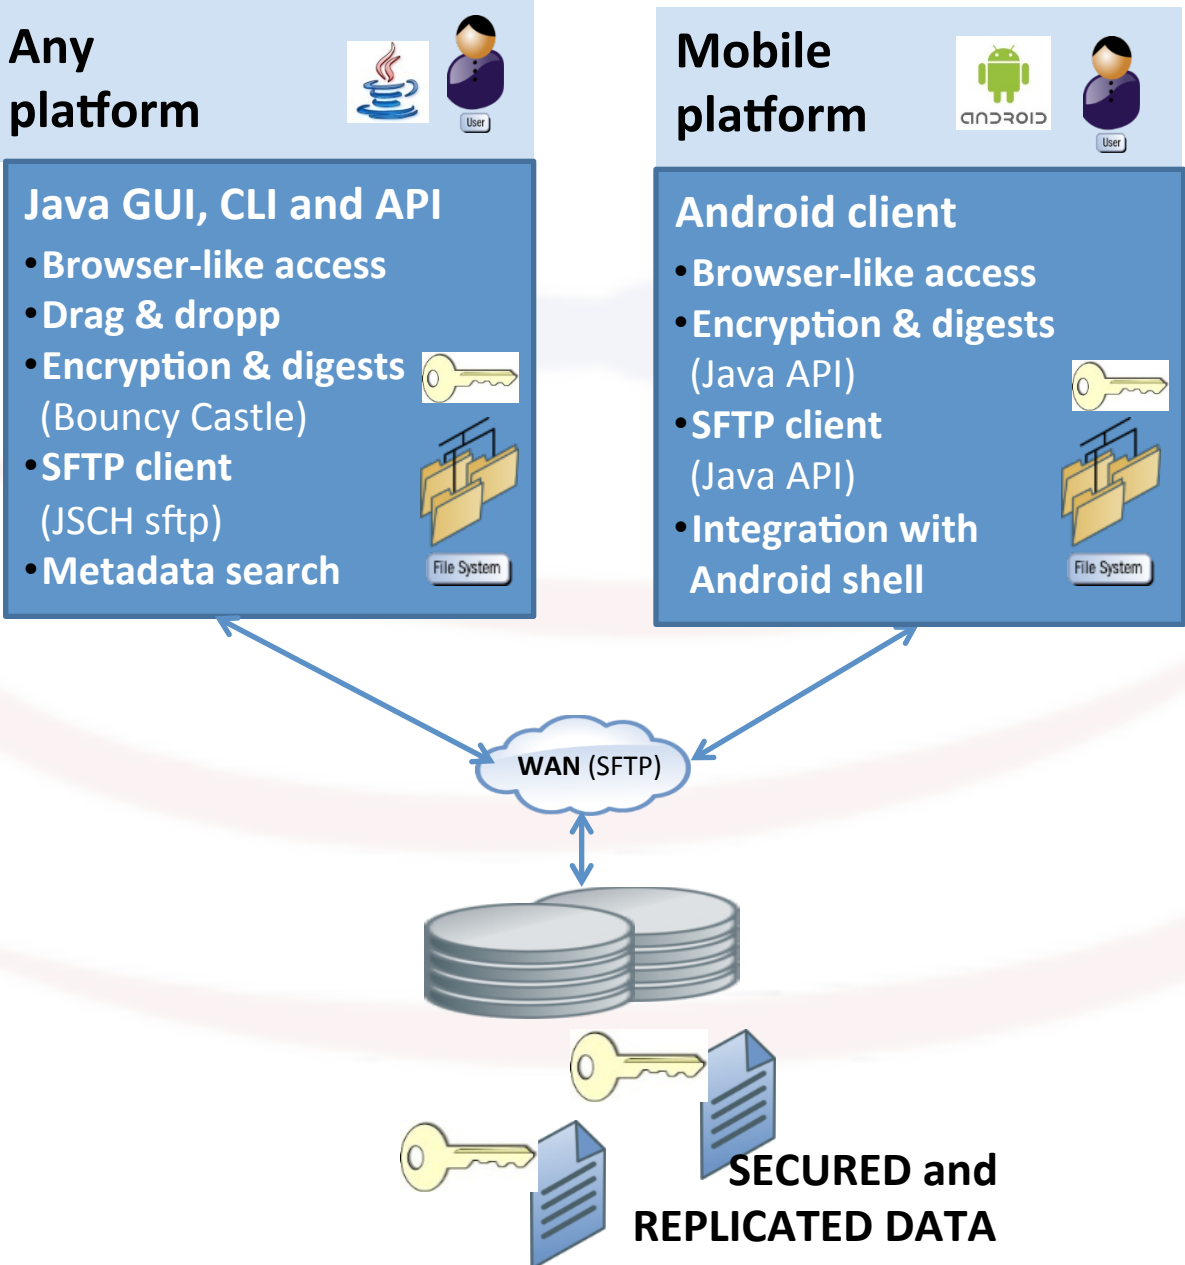 Any
platform
User
Java GUI, CLI and API
•Browser-like access
•Drag & dropp
•Encryption & digests
(Bouncy Castle)
•SFTP client
(JSCH sftp)
•Metadata search
File System
Mobile
platform
ANDROID
User
Android client
•Browser-like access
•Encryption & digests
(Java API)
•SFTP client
(Java API)
•Integration with
Android shell
File System
WAN (SFTP)
SECURED and
REPLICATED DATA